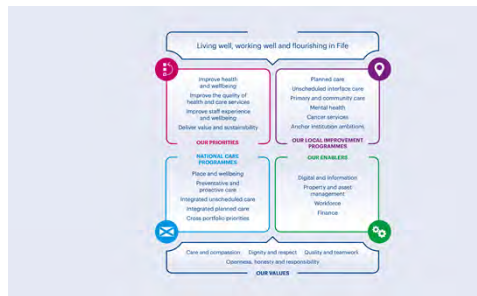 Living well, working well and flourishing in Fife
Improve health
and wellbeing
Improve the quality of
health and care services
Improve staff experience
and wellbeing
Deliver value and sustainability
OUR PRIORITIES
Planned care
Unscheduled interface care
Primary and community care
Mental health
Cancer services
Anchor institution ambitions
OUR LOCAL IMPROVEMENT
PROGRAMMES
NATIONAL CARE
PROGRAMMES
Place and wellbeing
Preventative and
proactive care
Integrated unscheduled care
Integrated planned care
Cross portfolio priorities
OUR ENABLERS
Digital and information
Property and asset
management
Workforce
Finance
Care and compassion Dignity and respect Quality and teamwork
Openness, honesty and responsibility
OUR VALUES